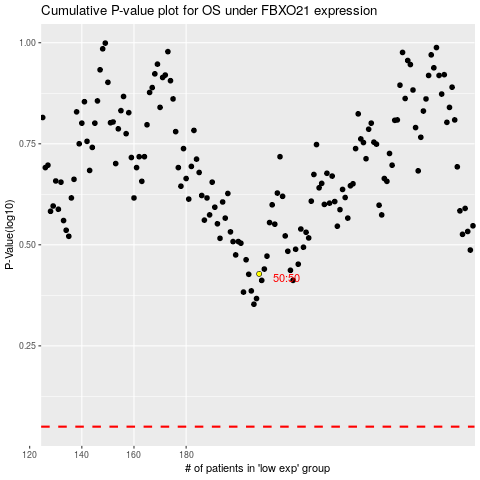 Cumulative P-value plot for OS under FBXO21 expression
1.00
0.75
0.50
0.25
P-Value(log10)
50:50
120 140 160 180
# of patients in 'low exp' group